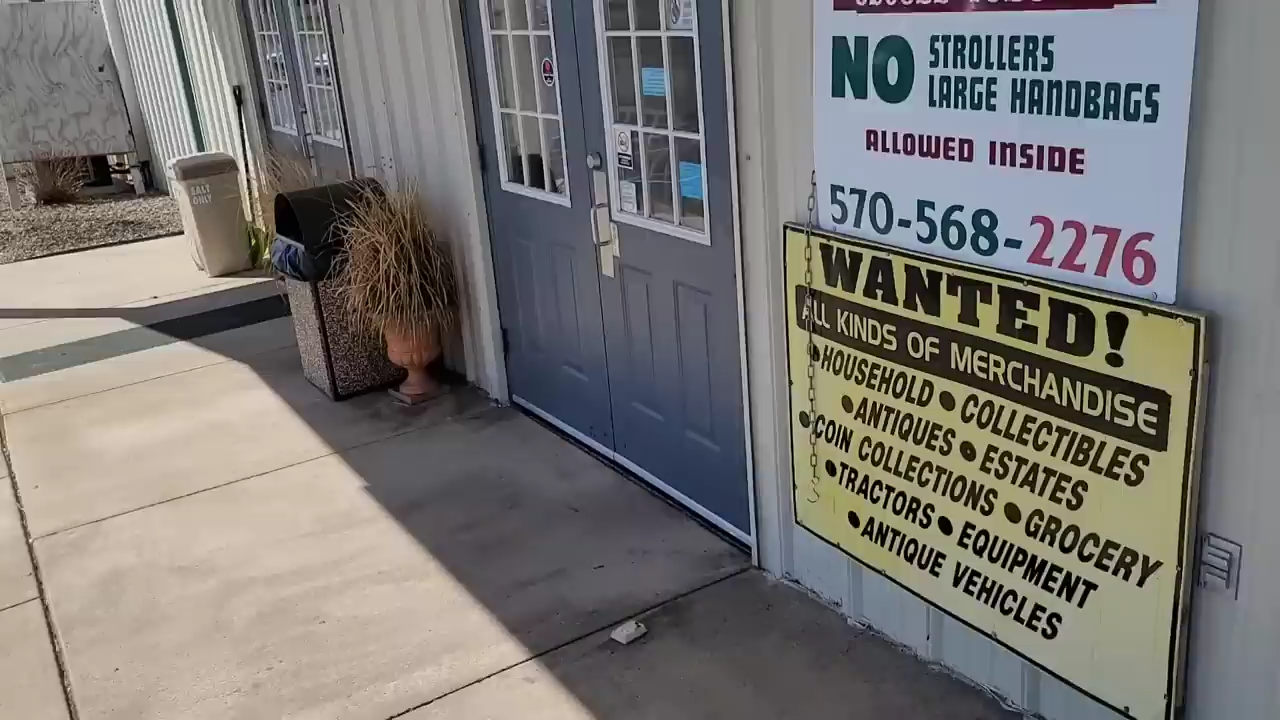 NO STROLLERS
LARGE HANDBAGS
ALLOWED INSIDE
570-568-2276
WANTED!
ALL KINDS OF MERCHANDISE
•HOUSEHOLD •COLLECTIBLES
•ANTIQUES •ESTATES
•COIN COLLECTIONS •GROCERY
•TRACTORS •EQUIPMENT
•ANTIQUE VEHICLES
SALT
ONLY